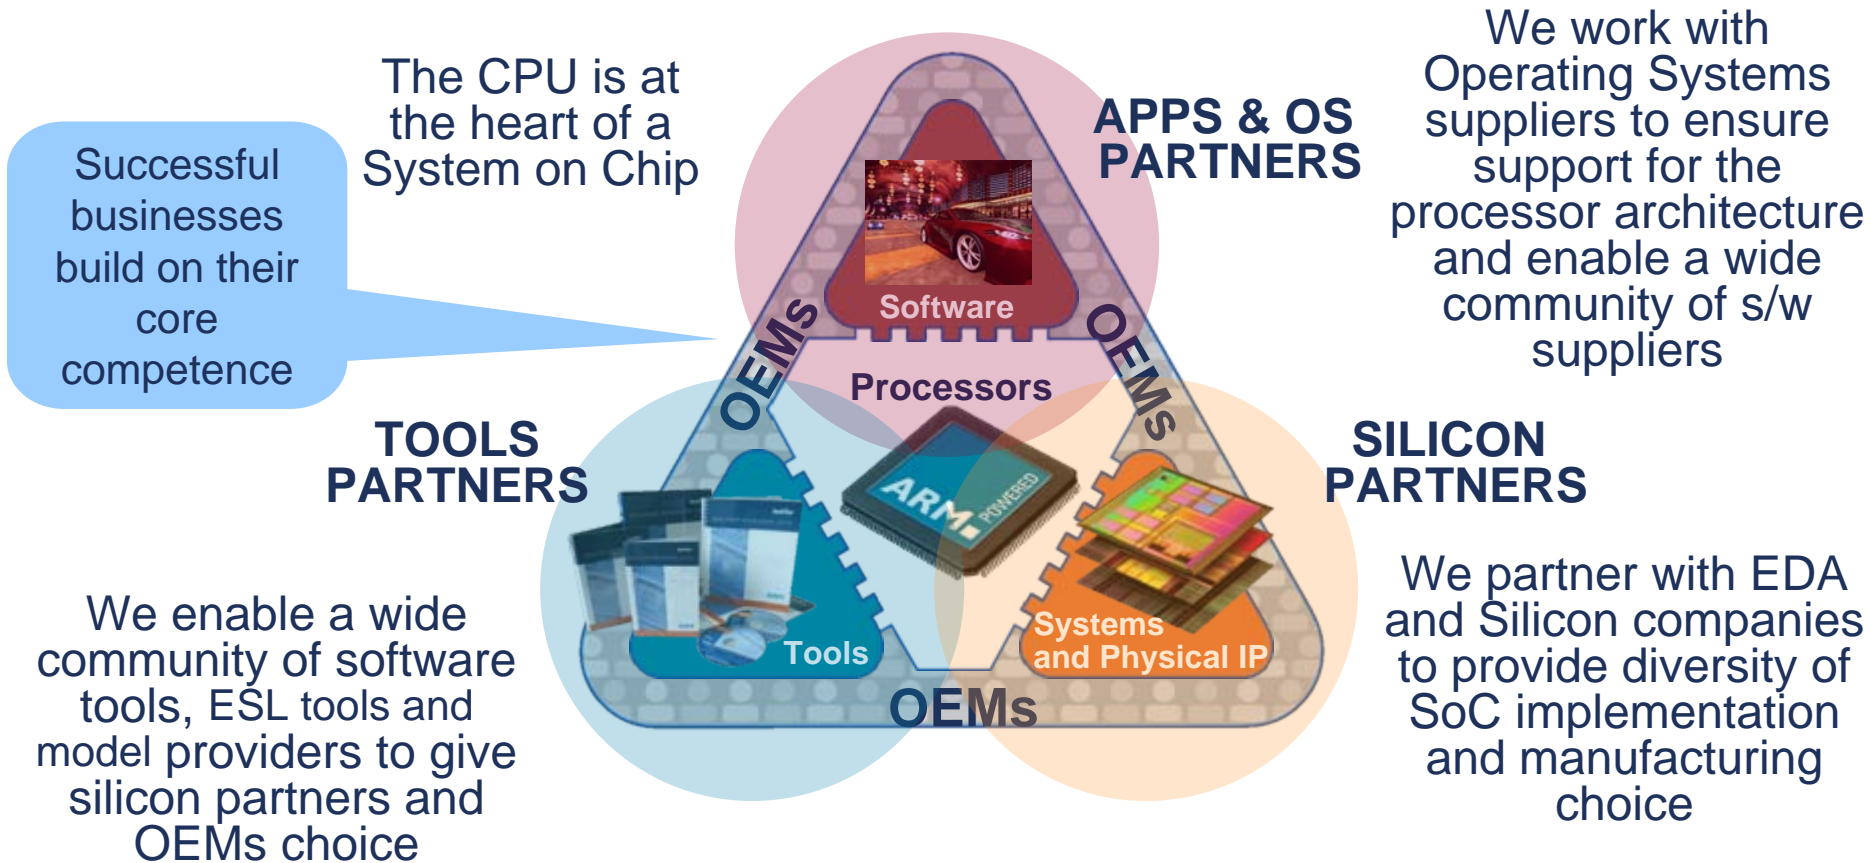 The CPU is at
the heart of a
System on Chip
Successful
businesses
build on their
core
competence
APPS & OS
PARTNERS
We work with
Operating Systems
suppliers to ensure
support for the
processor architecture
and enable a wide
community of s/w
suppliers
Software
OEMs
OEMs
Processors
ARM
POWERED
TOOLS
PARTNERS
SILICON
PARTNERS
We enable a wide
community of software
tools, ESL tools and
model providers to give
silicon partners and
OEMs choice
Tools
Systems
and Physical IP
OEMs
We partner with EDA
and Silicon companies
to provide diversity of
SoC implementation
and manufacturing
choice